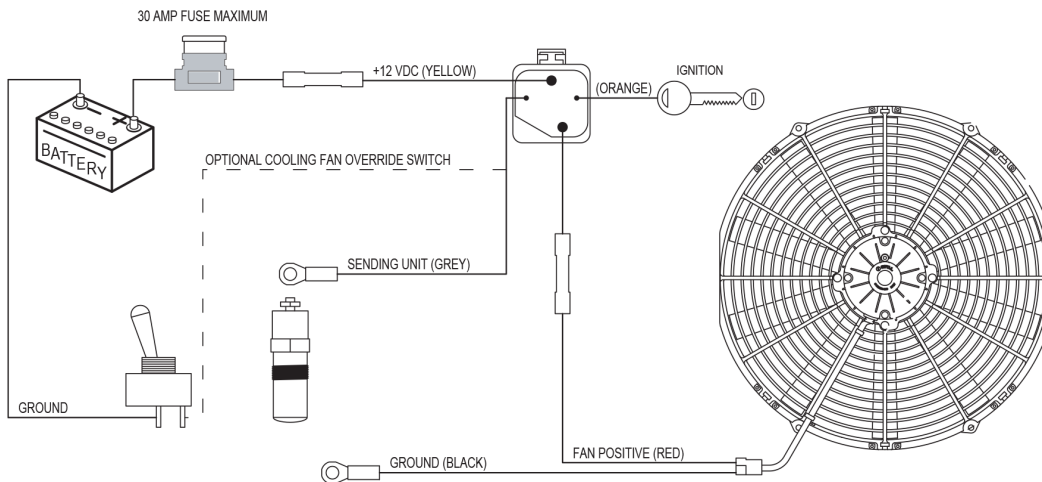 30 AMP FUSE MAXIMUM
+12 VDC (YELLOW)
(ORANGE)
IGNITION
BATTERY
OPTIONAL COOLING FAN OVERRIDE SWITCH
SENDING UNIT (GREY)
GROUND
FAN POSITIVE (RED)
GROUND (BLACK)